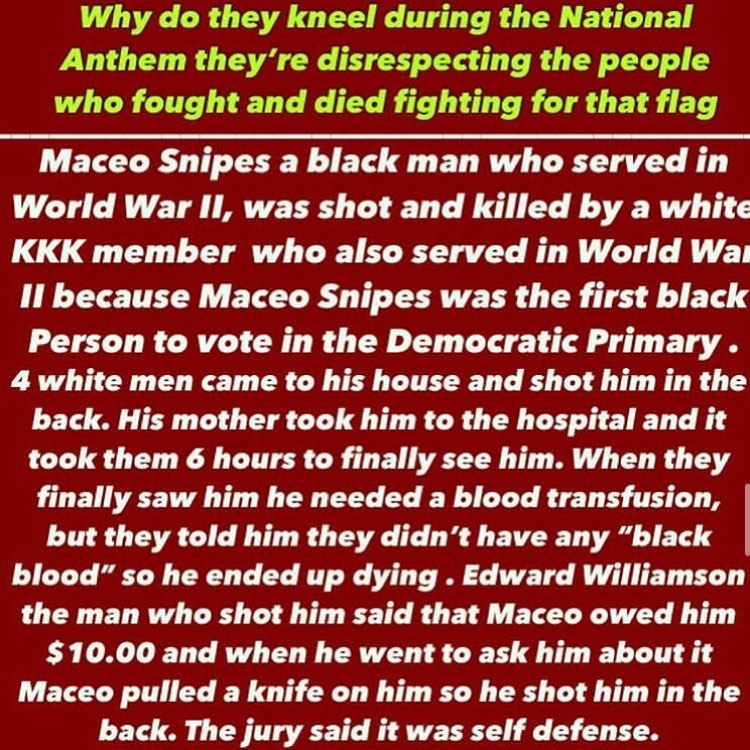 Why do they kneel during the National
Anthem they're disrespecting the people
who fought and died fighting for that flag
Maceo Snipes a black man who served in
World War II, was shot and killed by a white
KKK member who also served in World War
II because Maceo Snipes was the first black
Person to vote in the Democratic Primary .
4 white men came to his house and shot him in the
back. His mother took him to the hospital and it
took them 6 hours to finally see him. When they
finally saw him he needed a blood transfusion,
but they told him they didn't have any "black
blood" so he ended up dying . Edward Williamson
the man who shot him said that Maceo owed him
$10.00 and when he went to ask him about it
Maceo pulled a knife on him so he shot him in the
back. The jury said it was self defense.